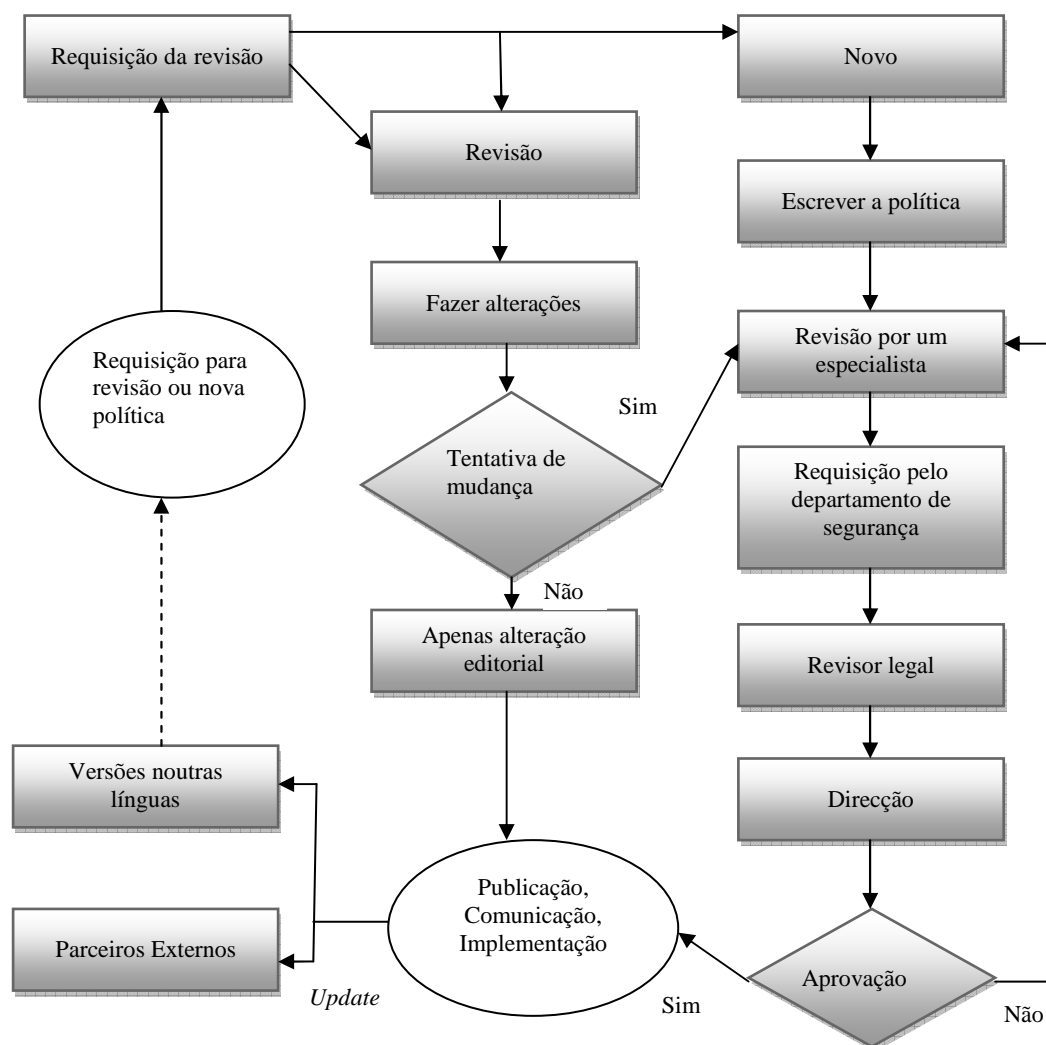 Requisição da revisão
Novo
Revisão
Escrever a política
Fazer alterações
Revisão por um
especialista
Requisição para
revisão ou nova
política
Sim
Tentativa de
mudança
Requisição pelo
departamento de
segurança
Não
Apenas alteração
editorial
Revisor legal
Versões noutras
línguas
Direcção
Publicação,
Comunicação,
Implementação
Parceiros Externos
Aprovação
Update
Sim
Não